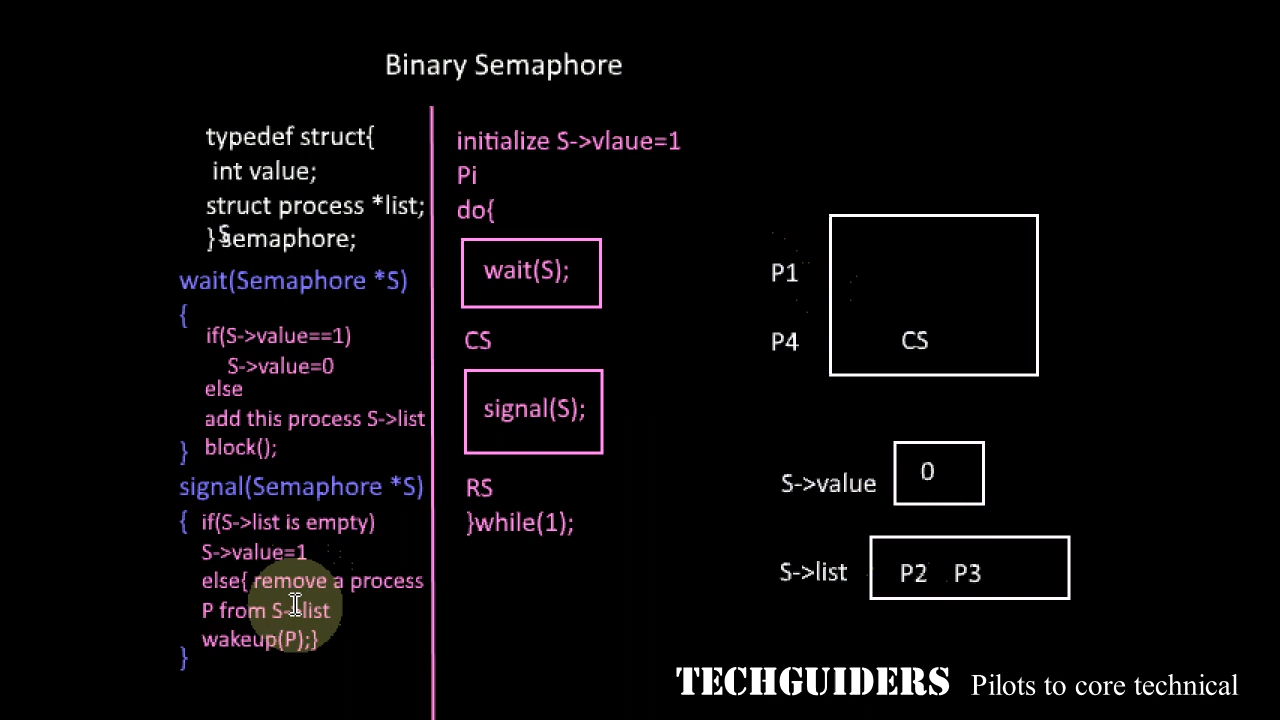 Binary Semaphore
typedef struct{
int value;
struct process *list;
} Semaphore;
S
wait(Semaphore *S)
{
if(S->value==1)
S->value=0
else
add this process S->list
} block();
signal(Semaphore *S)
{ if(S->list is empty)
S->value=1
else{ remove a process
P from S->list
wakeup(P);}
}
initialize S->vlaue=1
Pi
do{
wait(S);
CS
signal(S);
RS
}while(1);
P1
P4
CS
S->value 0
S->list P2 P3
TECHGUIDERS Pilots to core technical